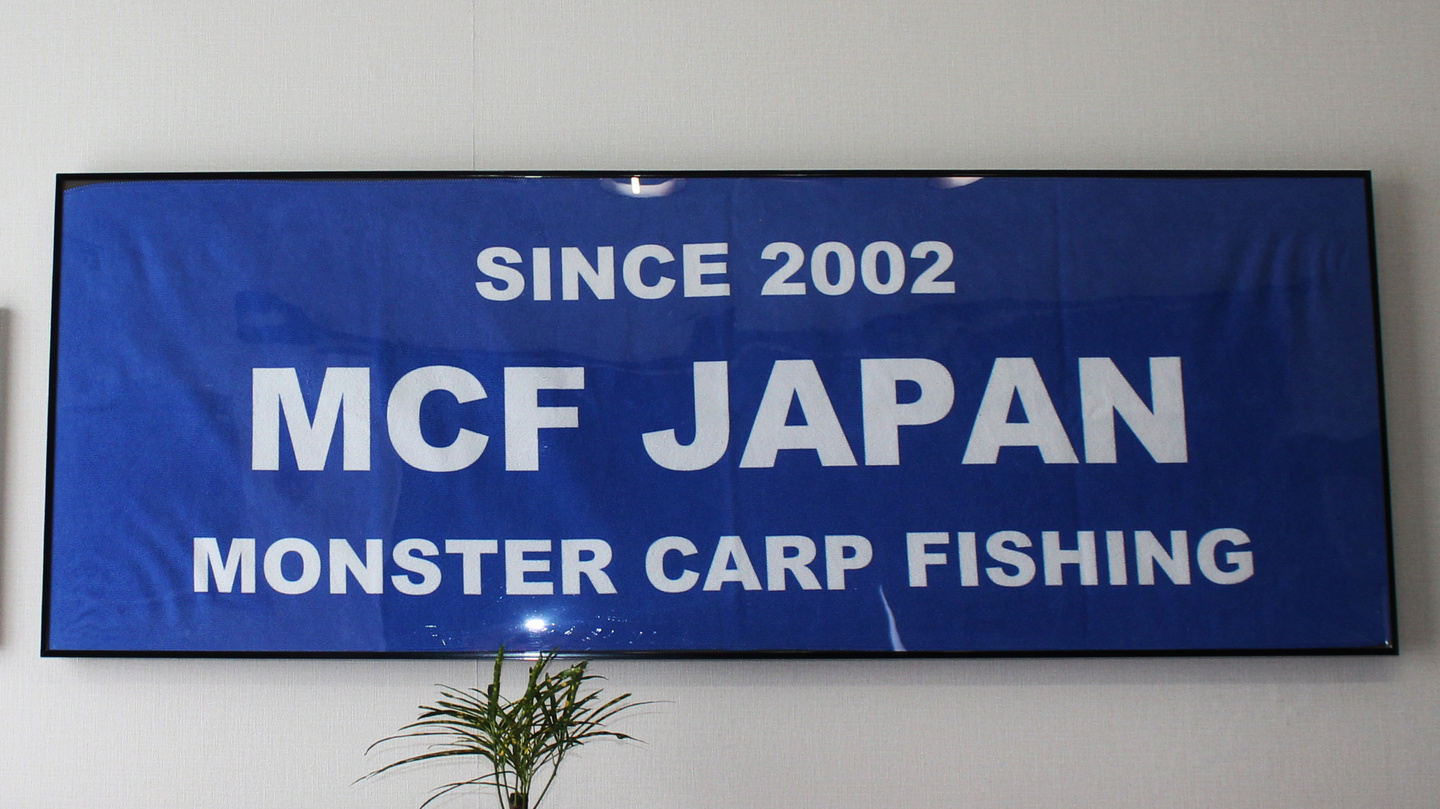 SINCE 2002
MCF JAPAN
MONSTER CARP FISHING